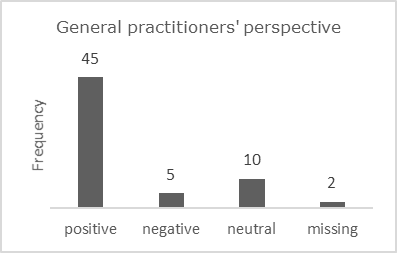 General practitioners' perspective
Frequency
45
5
10
2
positive
negative
neutral
missing